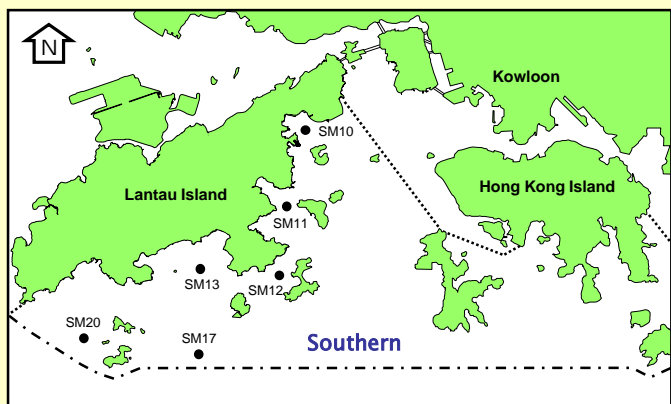 N
Kowloon
SM10
Lantau Island
Hong Kong Island
SM11
SM13
SM12
SM20
SM17
Southern